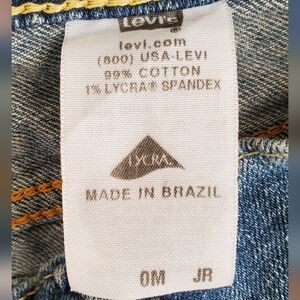 Levi's
levi.com
(800) USA-LEVI
99% COTTON
1% LYCRA® SPANDEX
LYCRA
MADE IN BRAZIL
0M JR